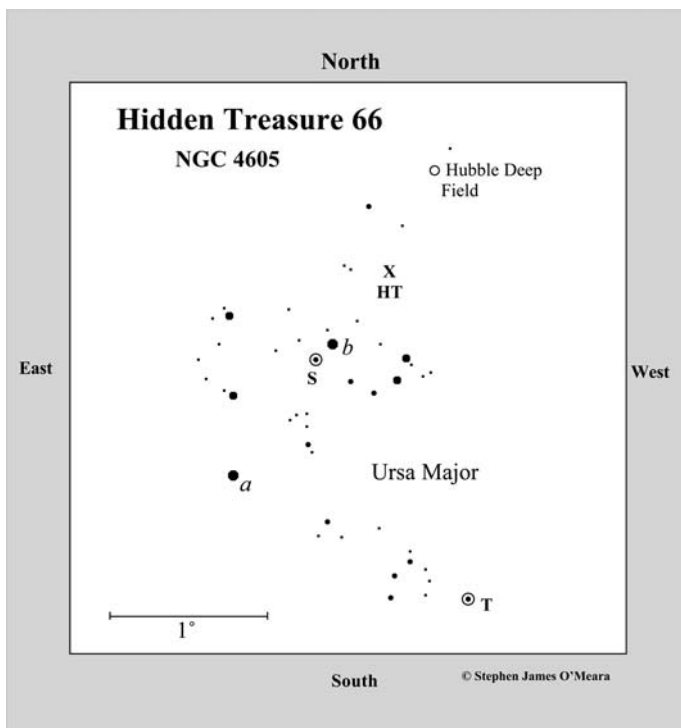 North
Hidden Treasure 66
NGC 4605
Hubble Deep
Field
X
HT
b
S
East
West
Ursa Major
a
T
1°
South
© Stephen James O’Meara